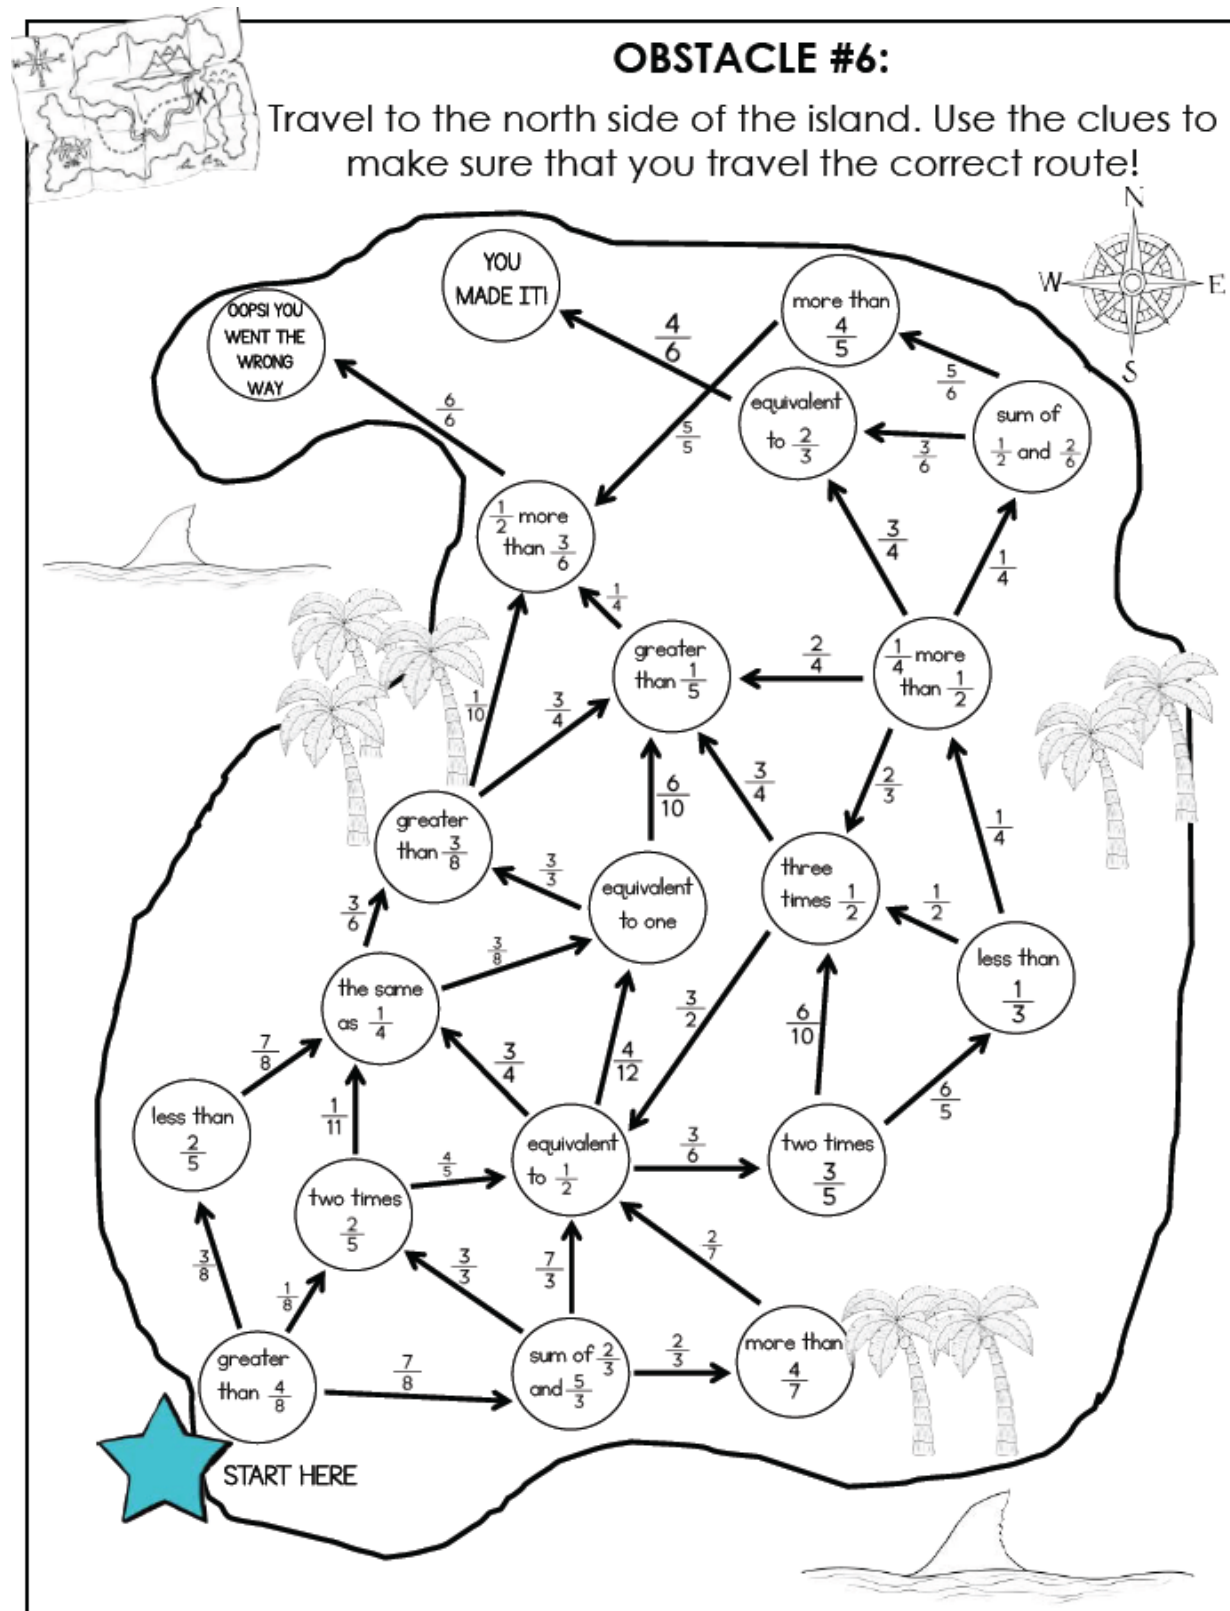 OBSTACLE #6:
Travel to the north side of the island. Use the clues to
make sure that you travel the correct route!
N
W
E
S
YOU
MADE IT!
OOPS! YOU
WENT THE
WRONG
WAY
more than
4/5
4/6
5/6
6/6
equivalent
to 2/3
sum of
1/2 and 2/6
5/5
3/6
1/2 more
than 3/6
3/4
1/4
1/4
greater
than 1/5
2/4
1/4 more
than 1/2
1/10
3/4
6/10
3/4
2/3
1/4
greater
than 3/8
3/3
equivalent
to one
three
times 1/2
1/2
3/6
3/8
less than
1/3
the same
as 1/4
3/2
6/10
7/8
3/4
4/12
6/5
less than
2/5
1/11
equivalent
to 1/2
3/6
two times
3/5
two times
2/5
4/5
3/8
1/8
3/3
7/3
2/7
greater
than 4/8
7/8
sum of 2/3
and 5/3
2/3
more than
4/7
START HERE